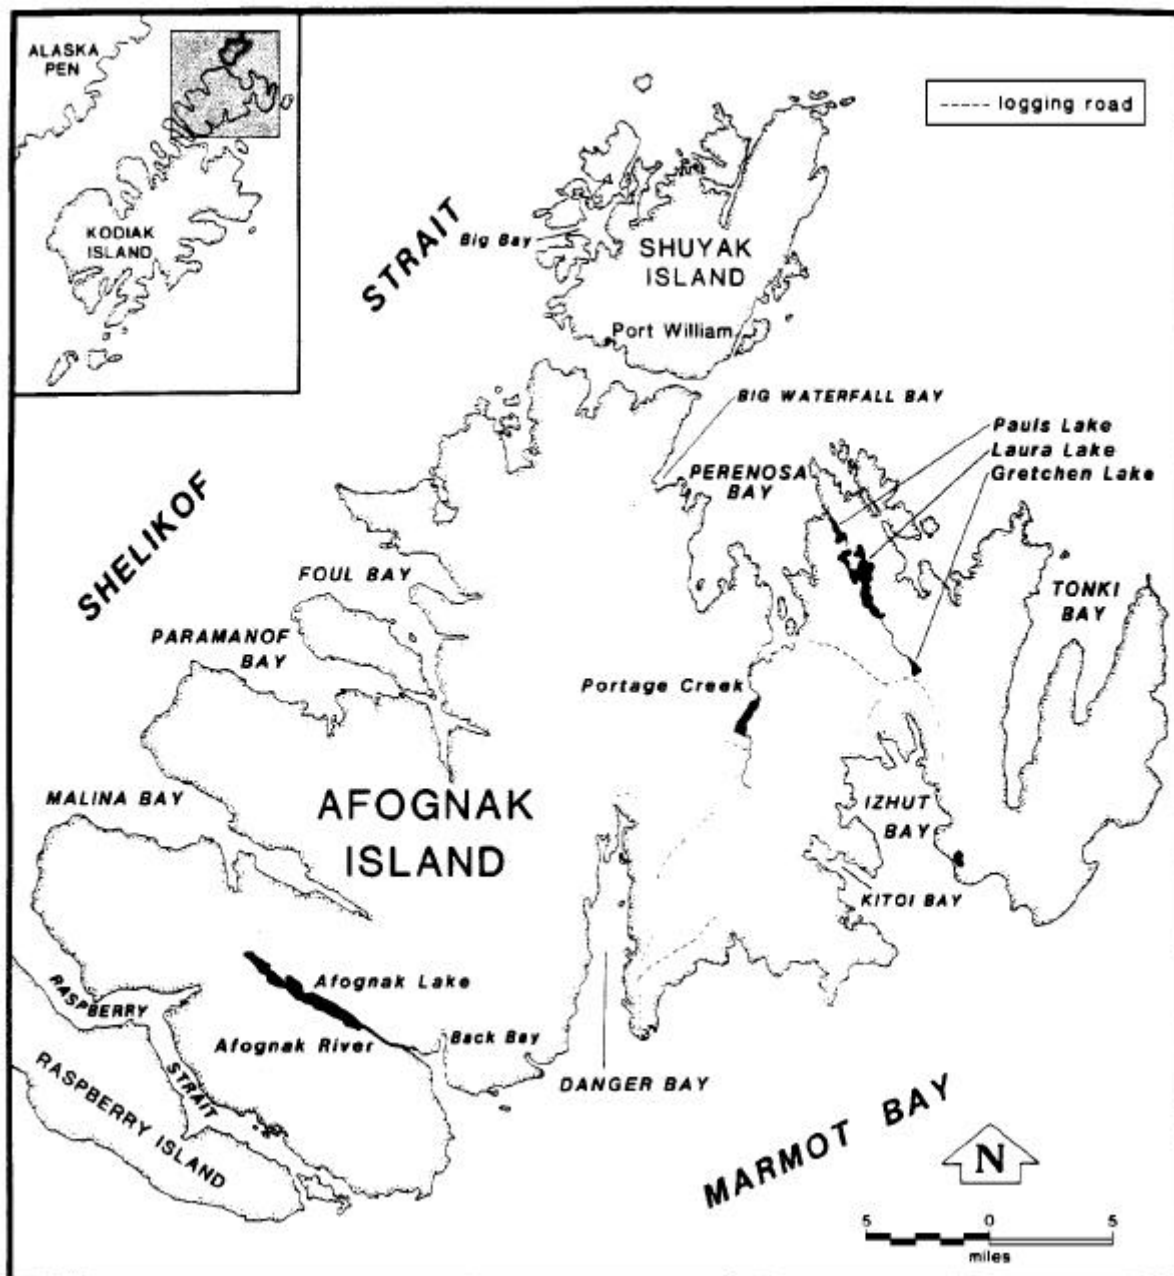 ALASKA
PEN
KODIAK
ISLAND
logging road
STRAIT
Big Bay
SHUYAK
ISLAND
Port William
BIG WATERFALL BAY
Pauls Lake
Laura Lake
Gretchen Lake
PERENOSA
BAY
SHELIKOF
FOUL BAY
TONKI
BAY
PARAMANOF
BAY
Portage Creek
MALINA BAY
AFOGNAK
ISLAND
IZHUT
BAY
KITOI BAY
Afognak Lake
RASPBERRY
STRAIT
Afognak River
Back Bay
DANGER BAY
RASPBERRY ISLAND
MARMOT BAY
N
5 0 5
miles